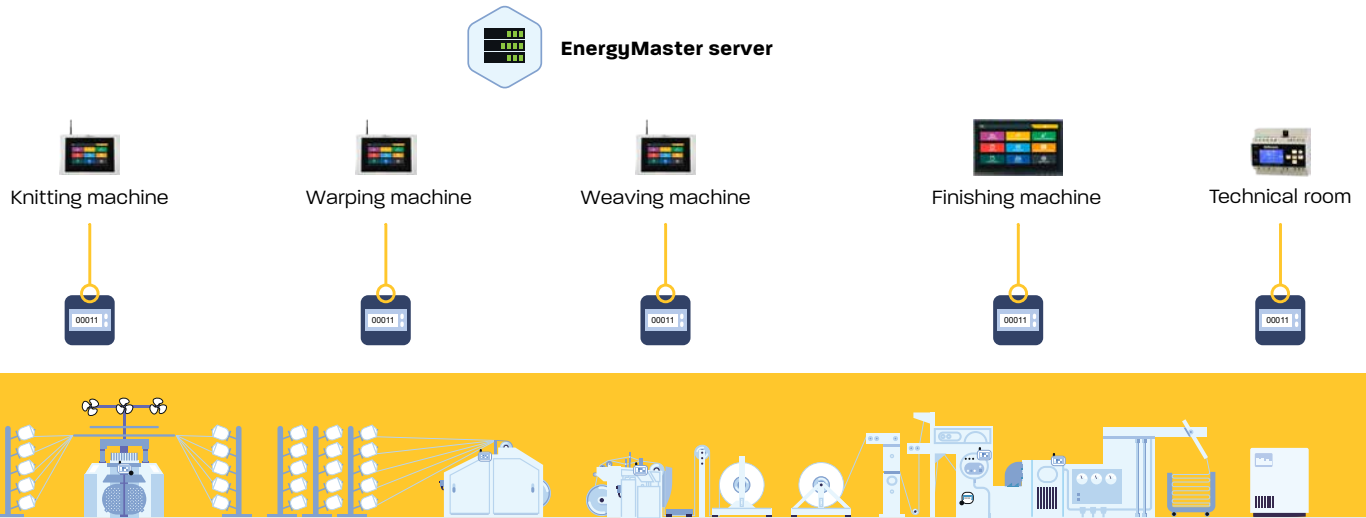 EnergyMaster server
Knitting machine
Warping machine
Weaving machine
Finishing machine
Technical room
00011
00011
00011
00011
00011